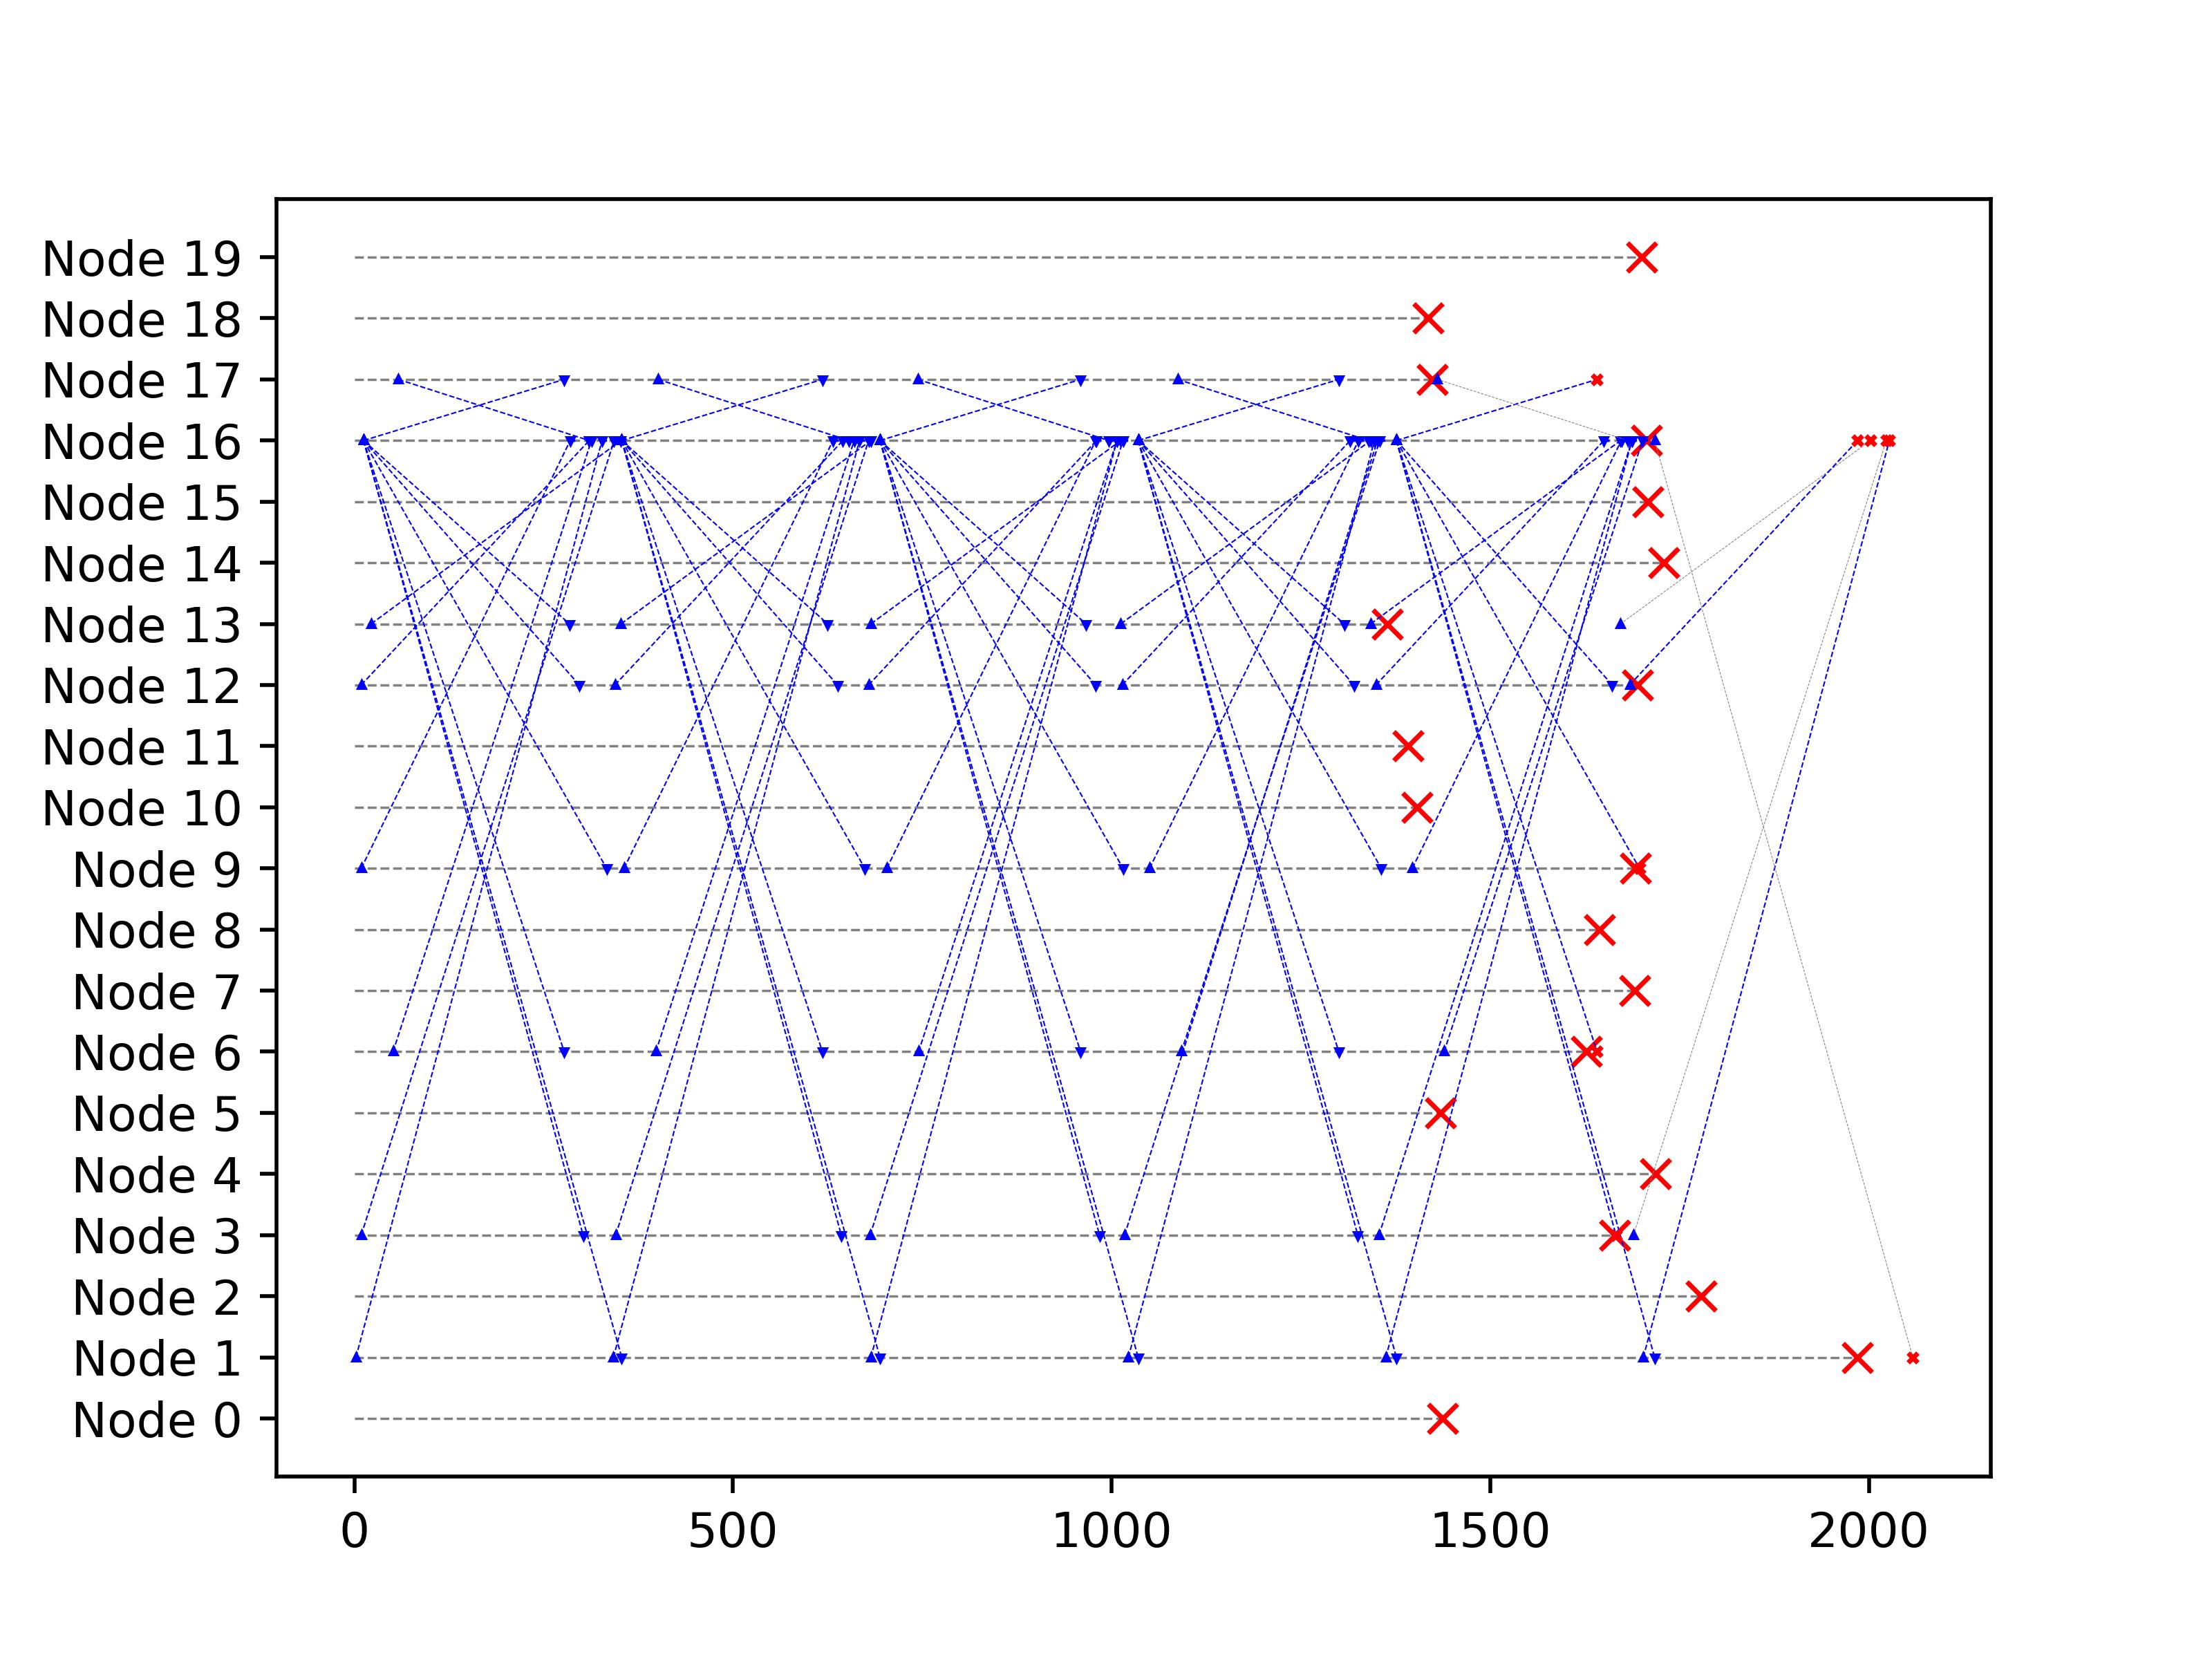 Node 19
Node 18
Node 17
Node 16
Node 15
Node 14
Node 13
Node 12
Node 11
Node 10
Node 9
Node 8
Node 7
Node 6
Node 5
Node 4
Node 3
Node 2
Node 1
Node 0
0 500 1000 1500 2000